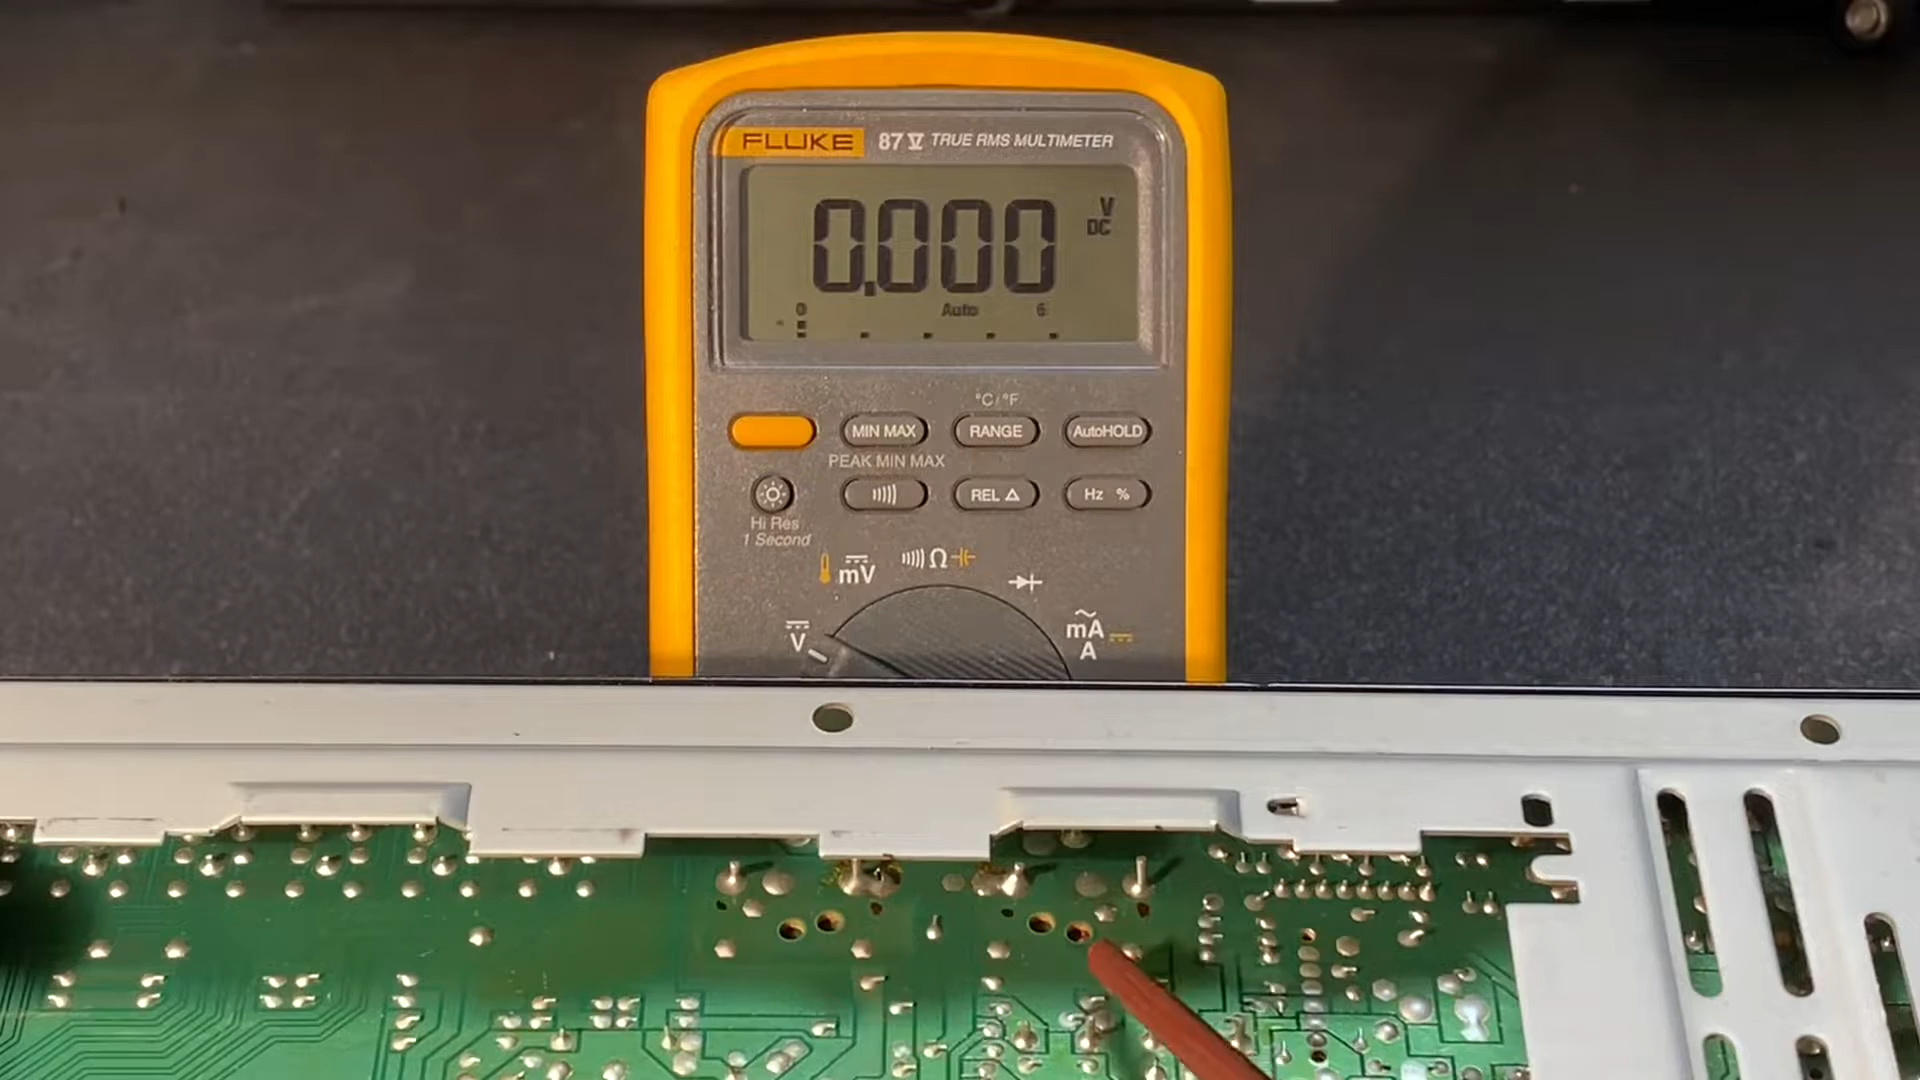 FLUKE 87 V TRUE RMS MULTIMETER
0.000 V DC
0 Auto 6
°C/°F
MIN MAX RANGE AutoHOLD
PEAK MIN MAX
REL △ Hz %
Hi Res
1 Second
mV Ω
V mA
A